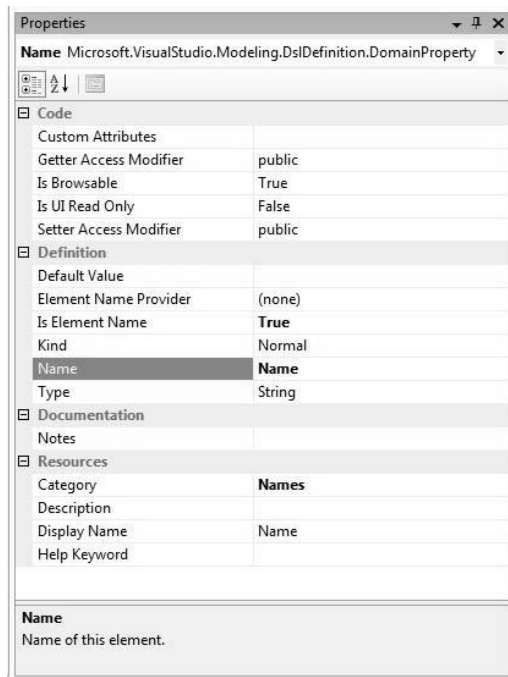 Properties
Name Microsoft.VisualStudio.Modeling.DslDefinition.DomainProperty
Code
Custom Attributes
Getter Access Modifier public
Is Browsable True
Is UI Read Only False
Setter Access Modifier public
Definition
Default Value
Element Name Provider (none)
Is Element Name True
Kind Normal
Name Name
Type String
Documentation
Notes
Resources
Category Names
Description
Display Name Name
Help Keyword
Name
Name of this element.